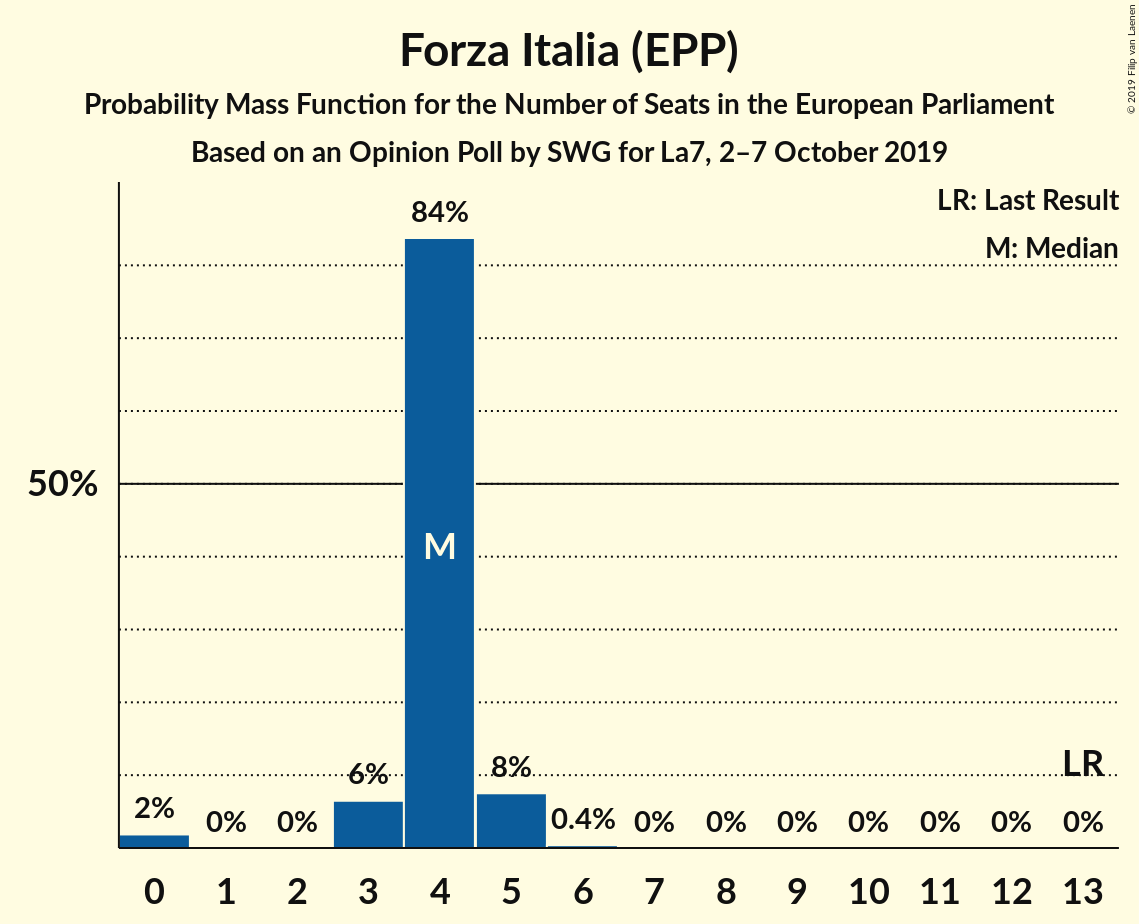 Forza Italia (EPP)
Probability Mass Function for the Number of Seats in the European Parliament
Based on an Opinion Poll by SWG for La7, 2–7 October 2019
© 2019 Filip van Laenen
LR: Last Result
M: Median
84%
50%
M
2%
0%
0%
6%
8%
0.4%
0%
0%
0%
0%
0%
0%
LR
0%
0 1 2 3 4 5 6 7 8 9 10 11 12 13